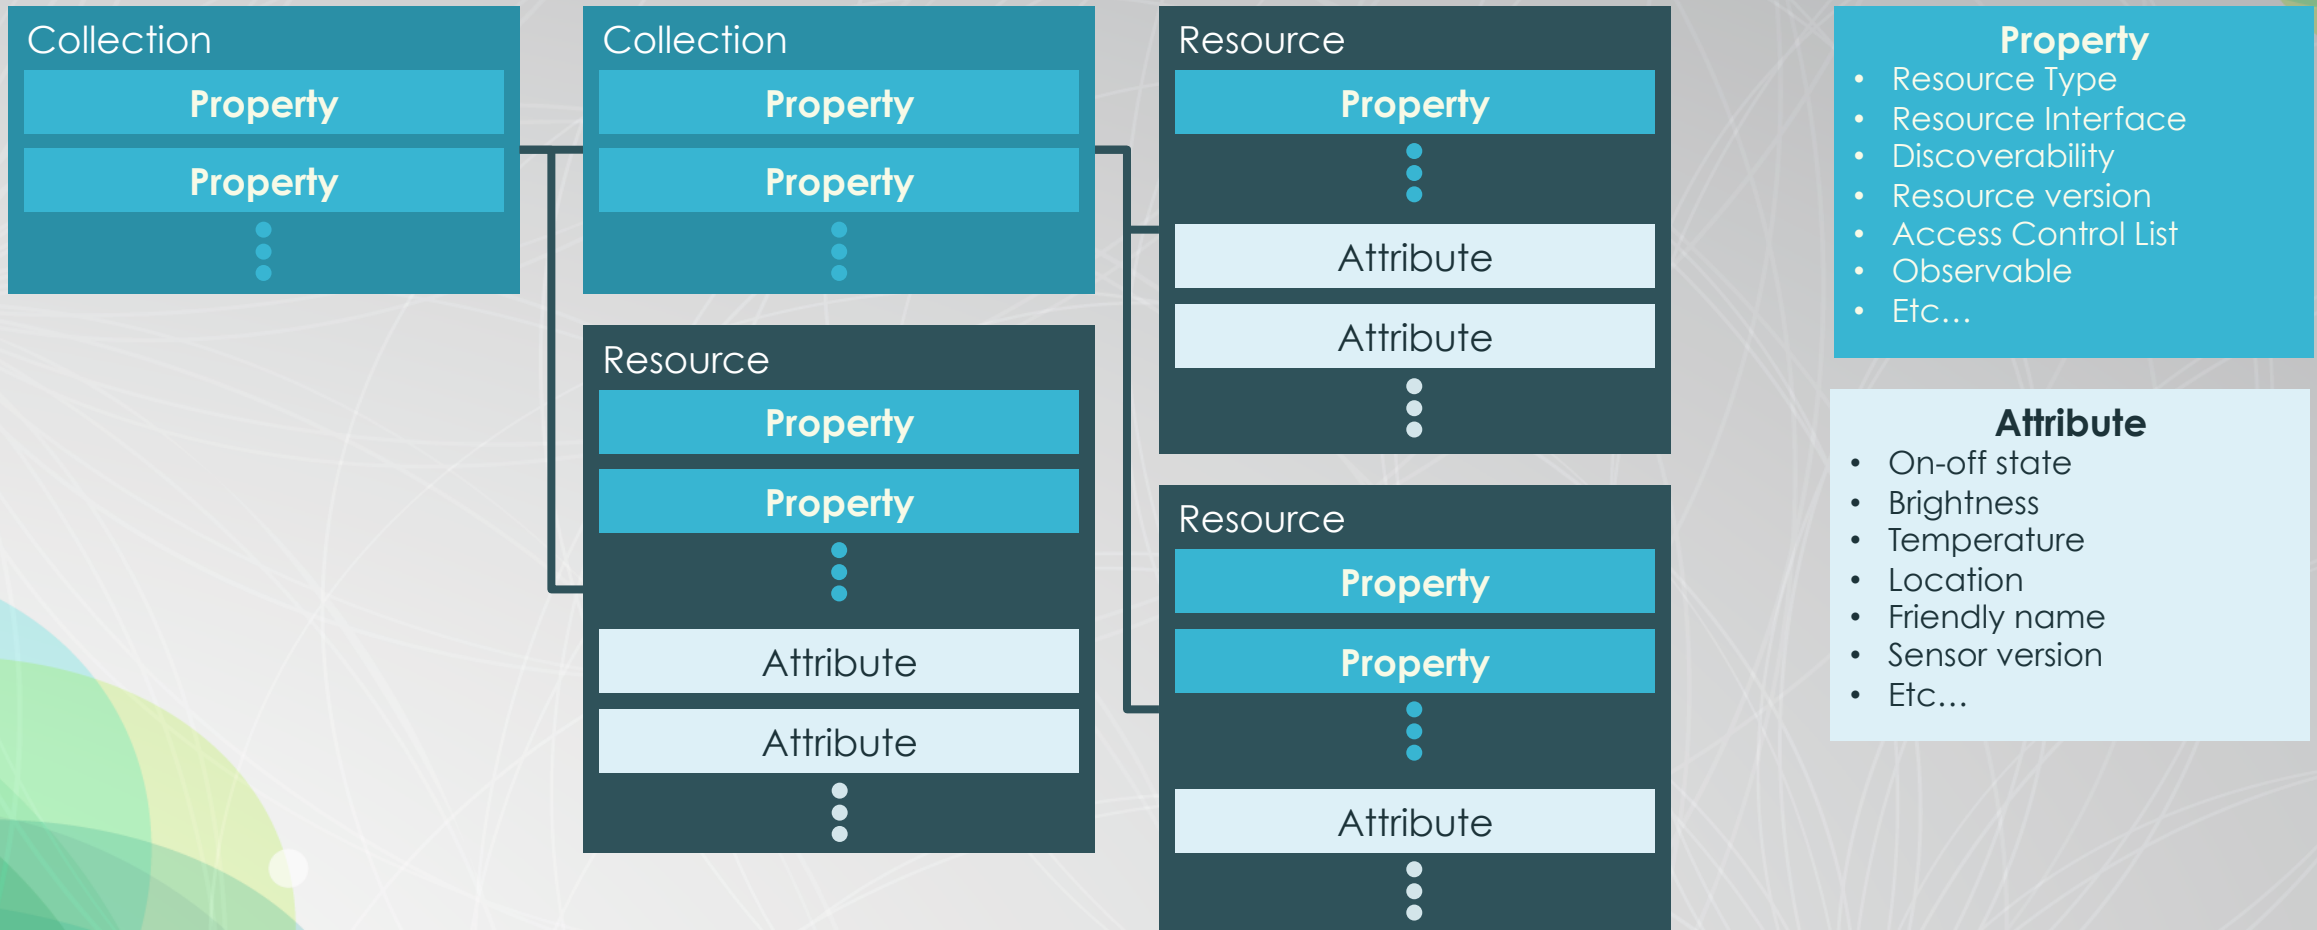 Collection
Property
Property
Collection
Property
Property
Resource
Property
Property
Attribute
Attribute
Resource
Property
Attribute
Attribute
Resource
Property
Property
Attribute
Property
• Resource Type
• Resource Interface
• Discoverability
• Resource version
• Access Control List
• Observable
• Etc…
Attribute
• On-off state
• Brightness
• Temperature
• Location
• Friendly name
• Sensor version
• Etc…